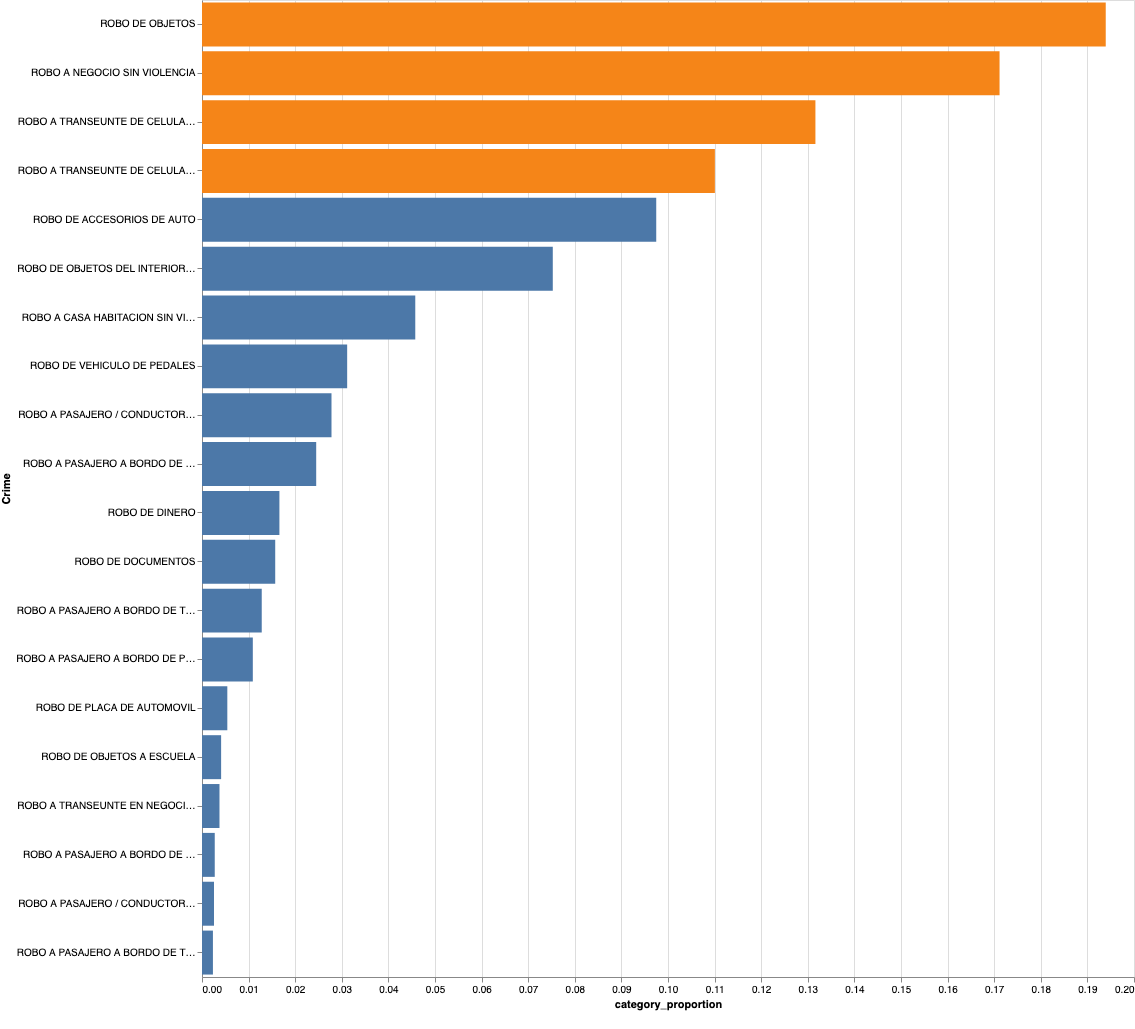 ROBO DE OBJETOS
ROBO A NEGOCIO SIN VIOLENCIA
ROBO A TRANSEUNTE DE CELULA…
ROBO A TRANSEUNTE DE CELULA…
ROBO DE ACCESORIOS DE AUTO
ROBO DE OBJETOS DEL INTERIOR…
ROBO A CASA HABITACION SIN VI…
ROBO DE VEHICULO DE PEDALES
ROBO A PASAJERO / CONDUCTOR…
ROBO A PASAJERO A BORDO DE …
ROBO DE DINERO
ROBO DE DOCUMENTOS
ROBO A PASAJERO A BORDO DE T…
ROBO A PASAJERO A BORDO DE P…
ROBO DE PLACA DE AUTOMOVIL
ROBO DE OBJETOS A ESCUELA
ROBO A TRANSEUNTE EN NEGOCI…
ROBO A PASAJERO A BORDO DE …
ROBO A PASAJERO / CONDUCTOR…
ROBO A PASAJERO A BORDO DE T…
Crime
0.00 0.01 0.02 0.03 0.04 0.05 0.06 0.07 0.08 0.09 0.10 0.11 0.12 0.13 0.14 0.15 0.16 0.17 0.18 0.19 0.20
category_proportion